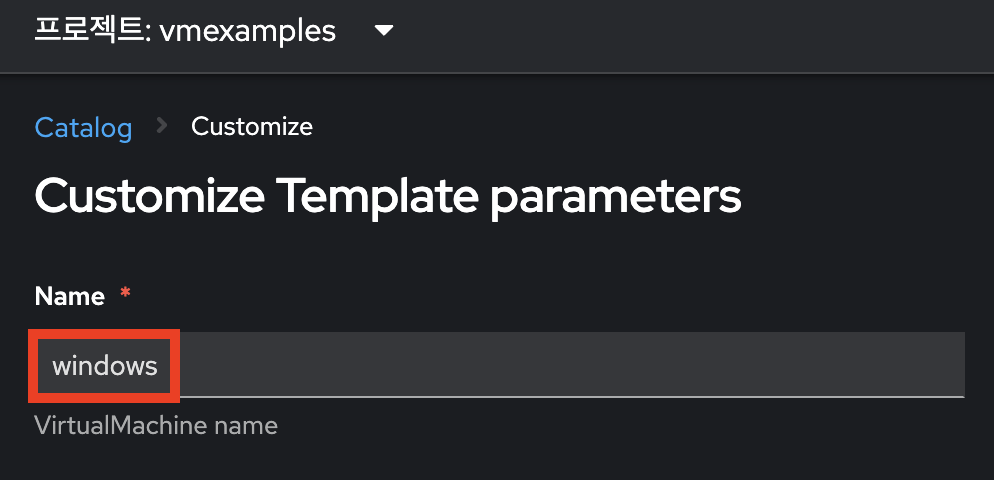 프로젝트: vmexamples
Catalog Customize
Customize Template parameters
Name *
windows
VirtualMachine name